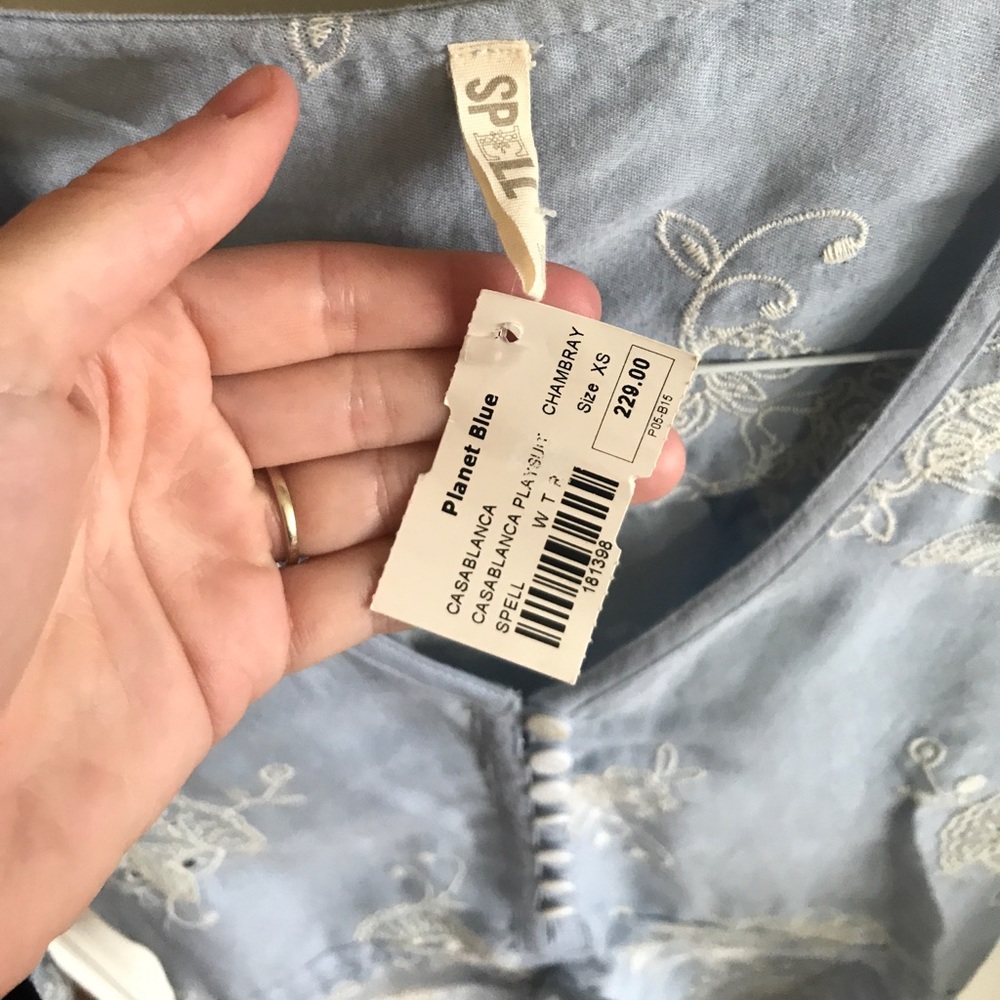 SPELL
Planet Blue
CASABLANCA
CASABLANCA PLAYSUIT CHAMBRAY
SPELL W T R Size XS
229.00
P05-B15
181398